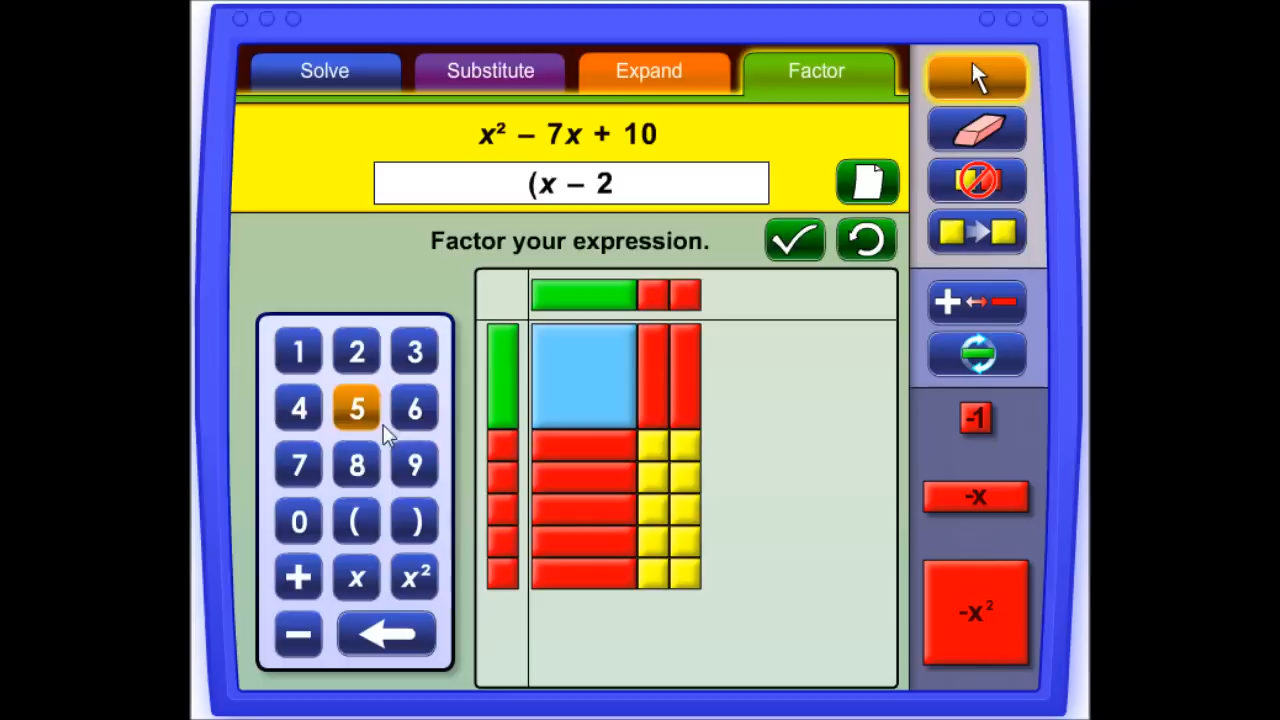 Solve Substitute Expand Factor
x² – 7x + 10
(x – 2
Factor your expression.
1 2 3
4 5 6
7 8 9
0 ( )
+ x x²
–
-1
-x
-x²